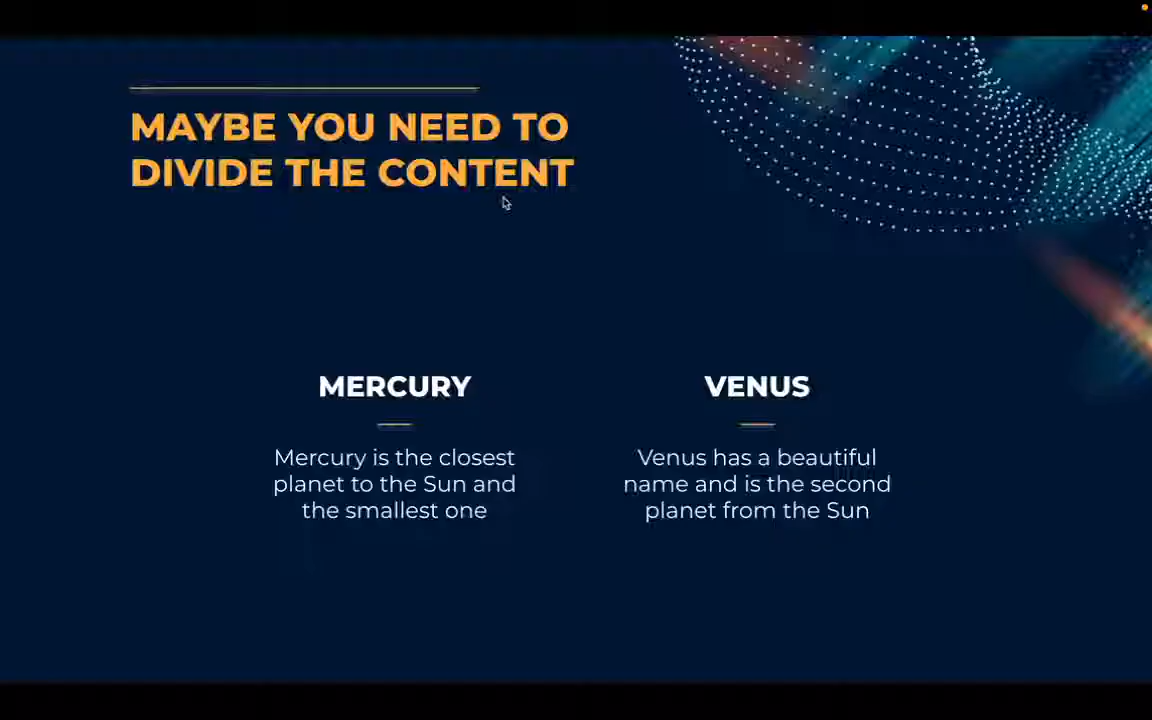 MAYBE YOU NEED TO
DIVIDE THE CONTENT
MERCURY
Mercury is the closest
planet to the Sun and
the smallest one
VENUS
Venus has a beautiful
name and is the second
planet from the Sun